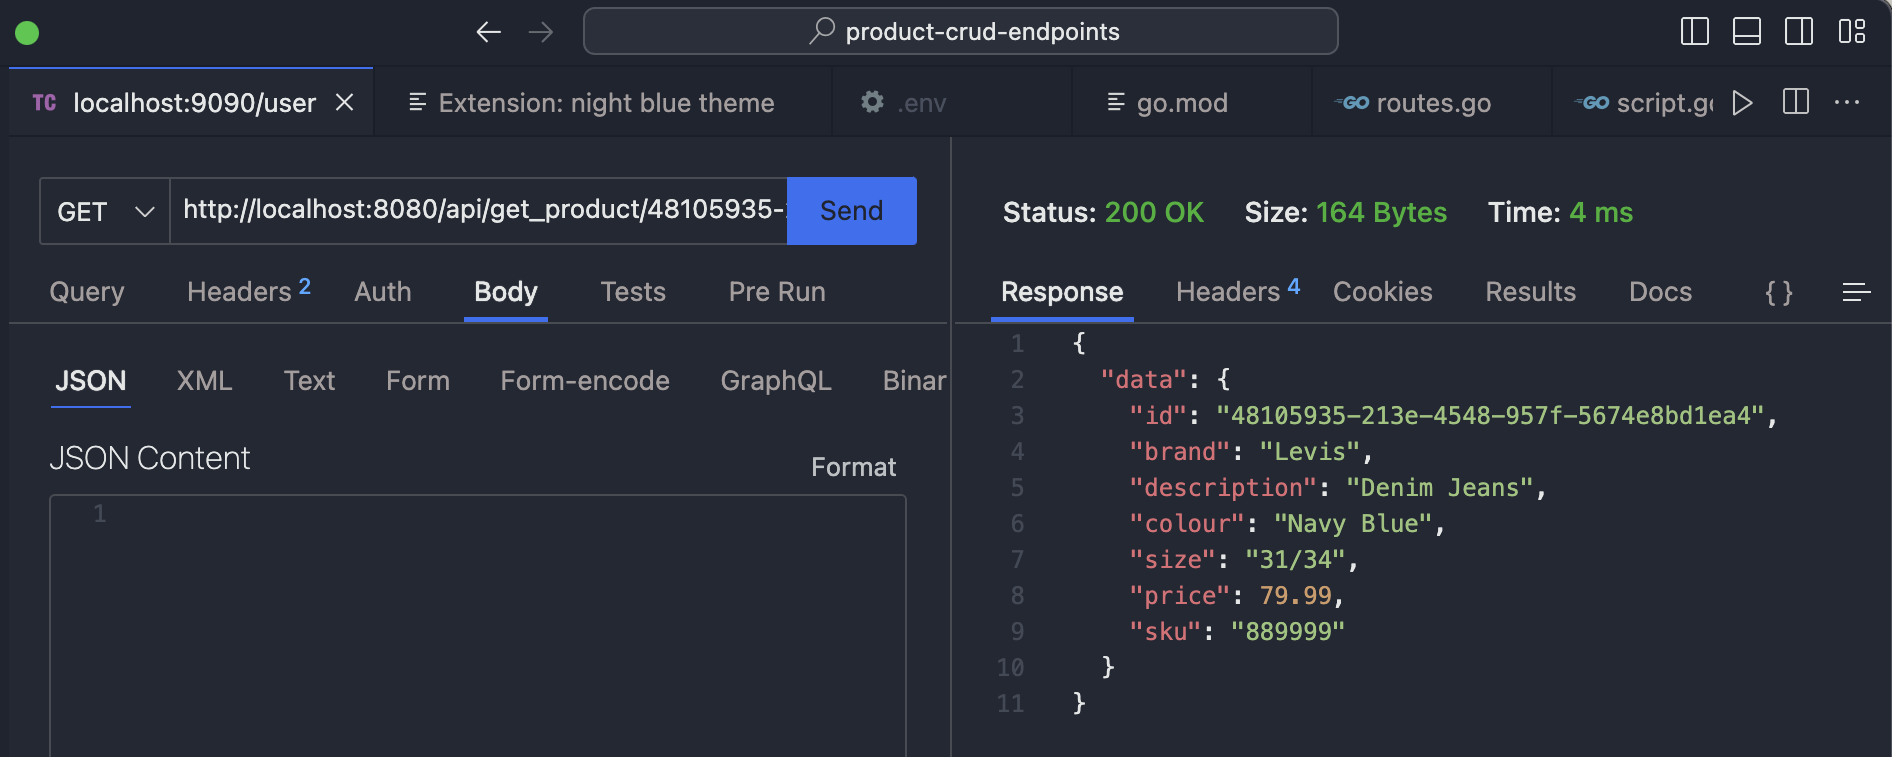 product-crud-endpoints
TC localhost:9090/user
Extension: night blue theme
.env
go.mod
GO routes.go
GO script.go
GET
http://localhost:8080/api/get_product/48105935-
Send
Status: 200 OK Size: 164 Bytes Time: 4 ms
Query Headers 2 Auth Body Tests Pre Run
Response Headers 4 Cookies Results Docs {}
JSON XML Text Form Form-encode GraphQL Binar
JSON Content
Format
1
1 {
2 "data": {
3 "id": "48105935-213e-4548-957f-5674e8bd1ea4",
4 "brand": "Levis",
5 "description": "Denim Jeans",
6 "colour": "Navy Blue",
7 "size": "31/34",
8 "price": 79.99,
9 "sku": "889999"
10 }
11 }